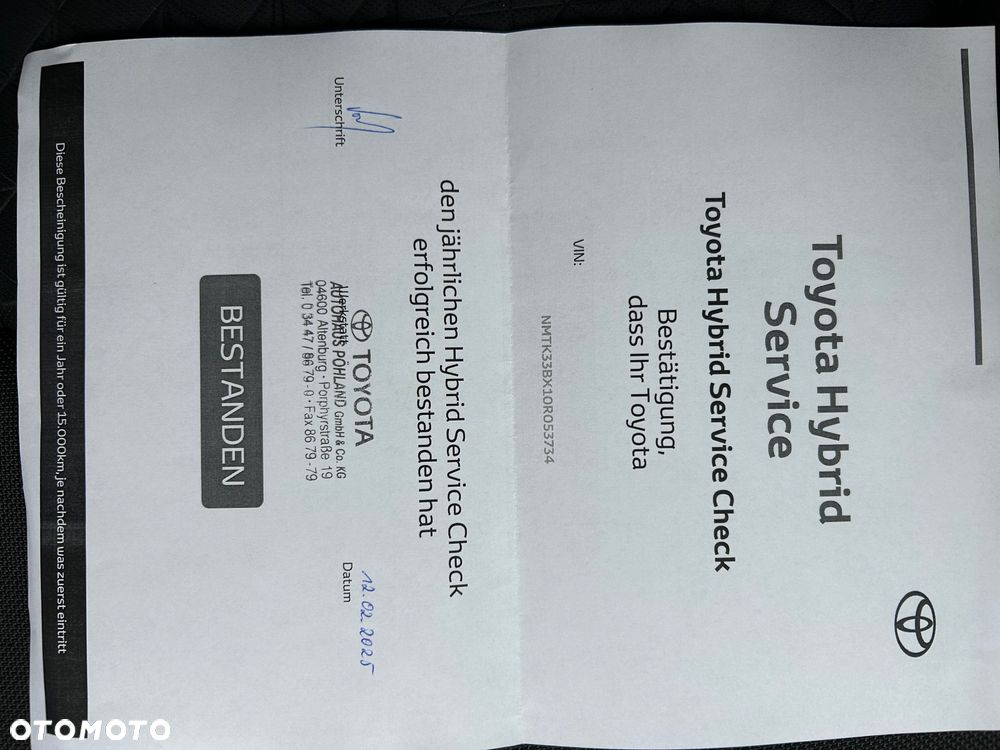 Toyota Hybrid
Service
Toyota Hybrid Service Check
Bestätigung,
dass Ihr Toyota
VIN:
NMTK33BX10R053734
den jährlichen Hybrid Service Check
erfolgreich bestanden hat
Unterschrift
TOYOTA
Werkstatt
AUTOHAUS PÖHLAND GmbH & Co. KG
04600 Altenburg · Porphyrstraße 19
Tel. 0 34 47 / 86 79 - 0 · Fax 86 79 - 79
12.02.2025
Datum
BESTANDEN
Diese Bescheinigung ist gültig für ein Jahr oder 15.000km, je nachdem was zuerst eintritt
OTOMOTO